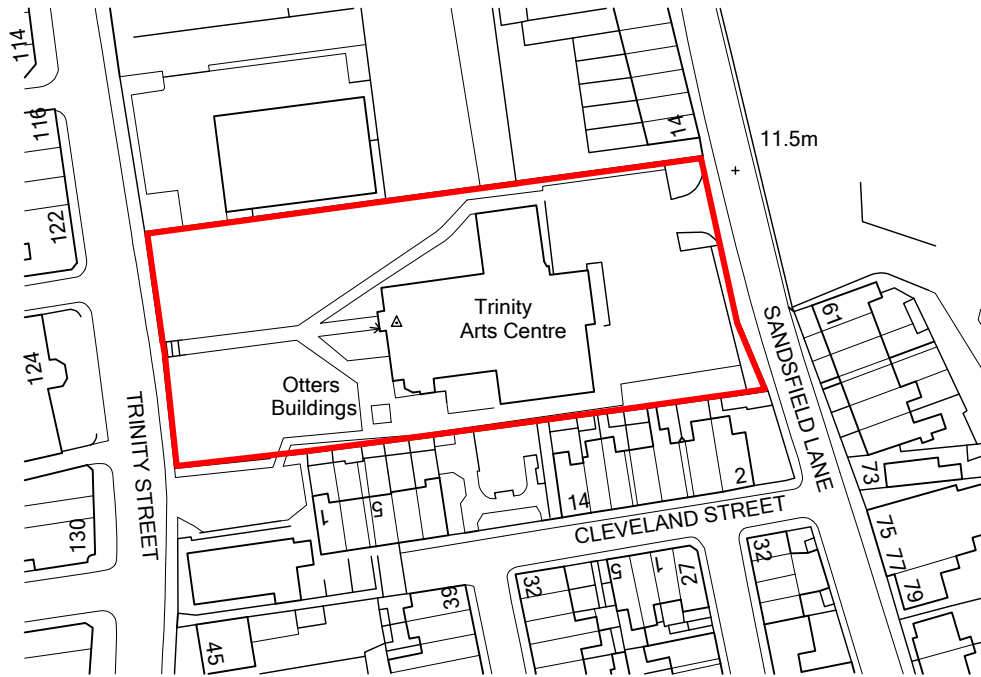 114
116
122
124
130
14
11.5m
Trinity
Arts Centre
Otters
Buildings
TRINITY STREET
SANDSFIELD LANE
61
73
75
77
79
1
5
14
2
CLEVELAND STREET
45
39
32
5
1
27
32